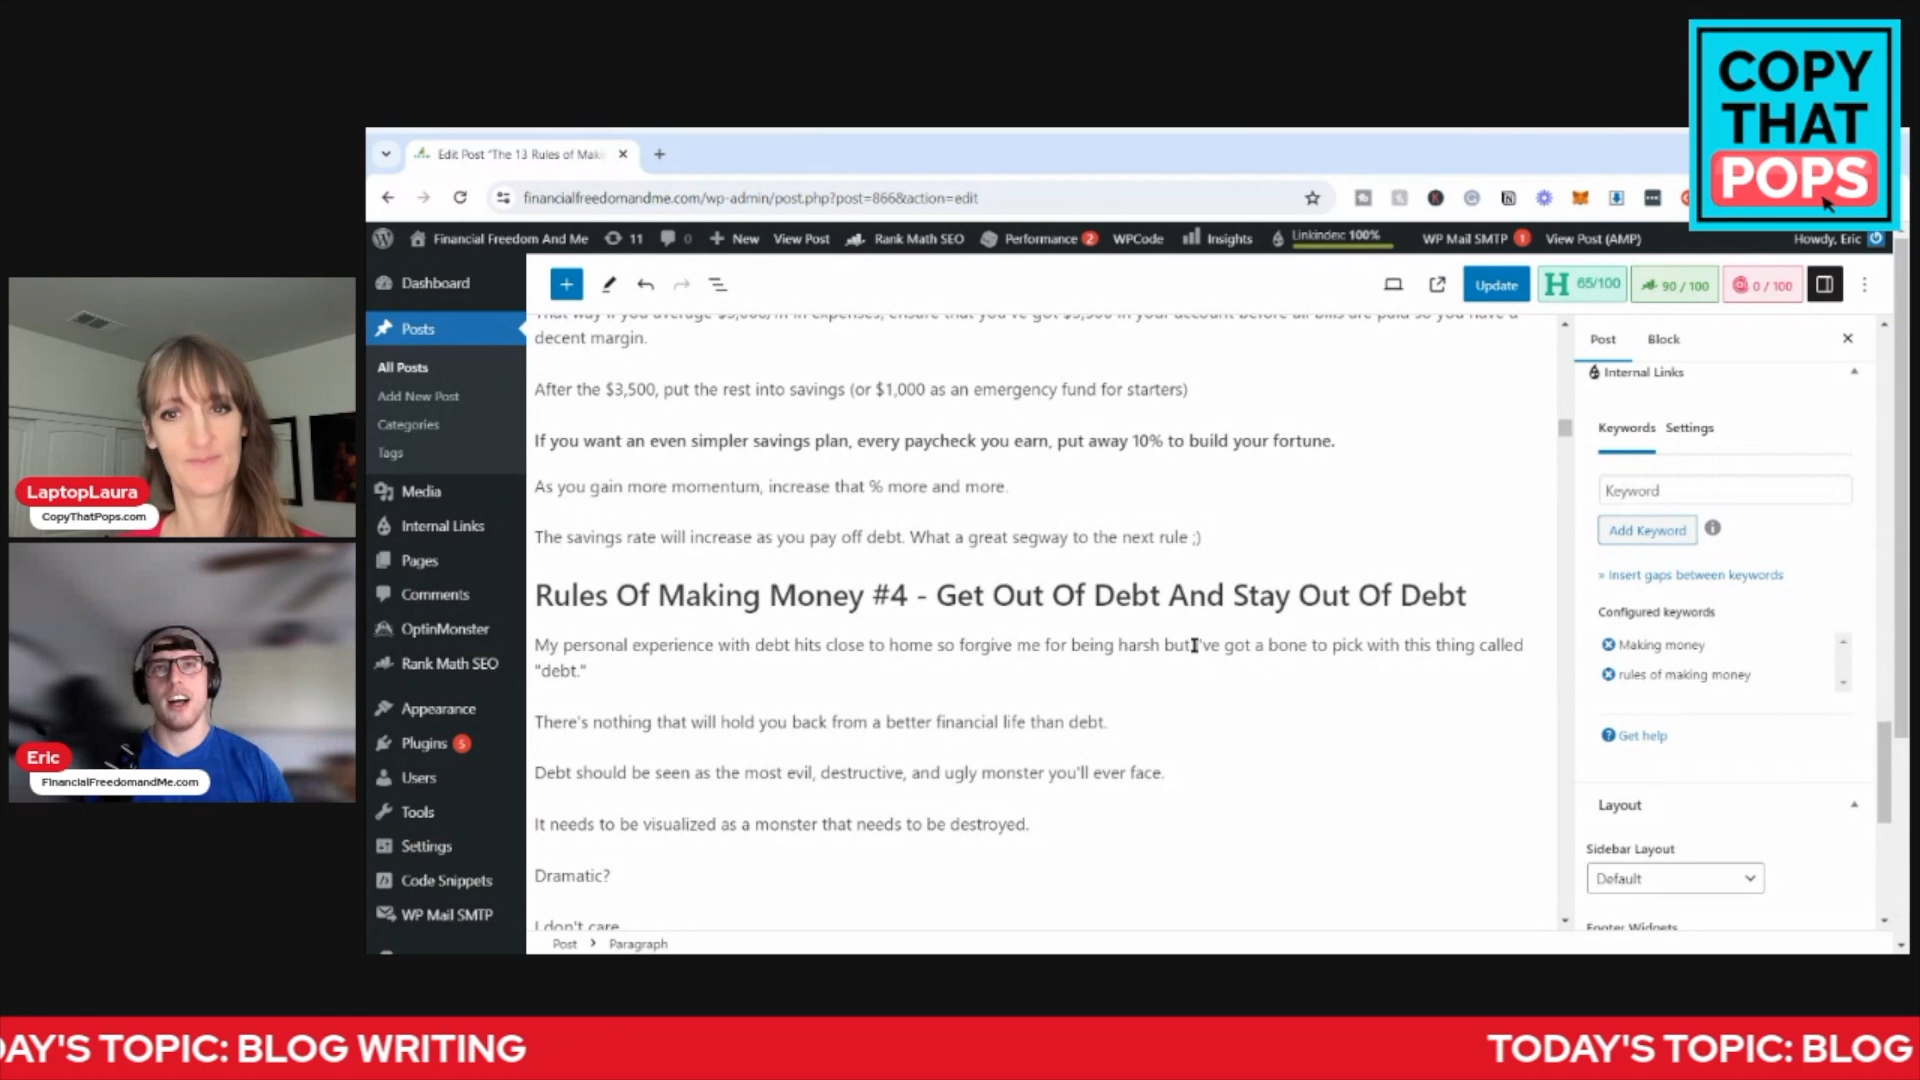 COPY
THAT
POPS
Edit Post "The 13 Rules of Mak
financialfreedomandme.com/wp-admin/post.php?post=866&action=edit
Financial Freedom And Me 11 0 New View Post Rank Math SEO Performance 2 WPCode Insights Linkindex: 100% WP Mail SMTP 1 View Post (AMP) Howdy, Eric
Update H 65/100 90 / 100 0 / 100
Dashboard
Posts
All Posts
Add New Post
Categories
Tags
Media
Internal Links
Pages
Comments
OptinMonster
Rank Math SEO
Appearance
Plugins 5
Users
Tools
Settings
Code Snippets
WP Mail SMTP
decent margin.
After the $3,500, put the rest into savings (or $1,000 as an emergency fund for starters)
If you want an even simpler savings plan, every paycheck you earn, put away 10% to build your fortune.
As you gain more momentum, increase that % more and more.
The savings rate will increase as you pay off debt. What a great segway to the next rule ;)
Rules Of Making Money #4 - Get Out Of Debt And Stay Out Of Debt
My personal experience with debt hits close to home so forgive me for being harsh but I've got a bone to pick with this thing called
"debt."
There's nothing that will hold you back from a better financial life than debt.
Debt should be seen as the most evil, destructive, and ugly monster you'll ever face.
It needs to be visualized as a monster that needs to be destroyed.
Dramatic?
I don't care
Post > Paragraph
Post Block
Internal Links
Keywords Settings
Keyword
Add Keyword
» Insert gaps between keywords
Configured keywords
Making money
rules of making money
Get help
Layout
Sidebar Layout
Default
Footer Widgets
LaptopLaura
CopyThatPops.com
Eric
FinancialFreedomandMe.com
DAY'S TOPIC: BLOG WRITING
TODAY'S TOPIC: BLOG